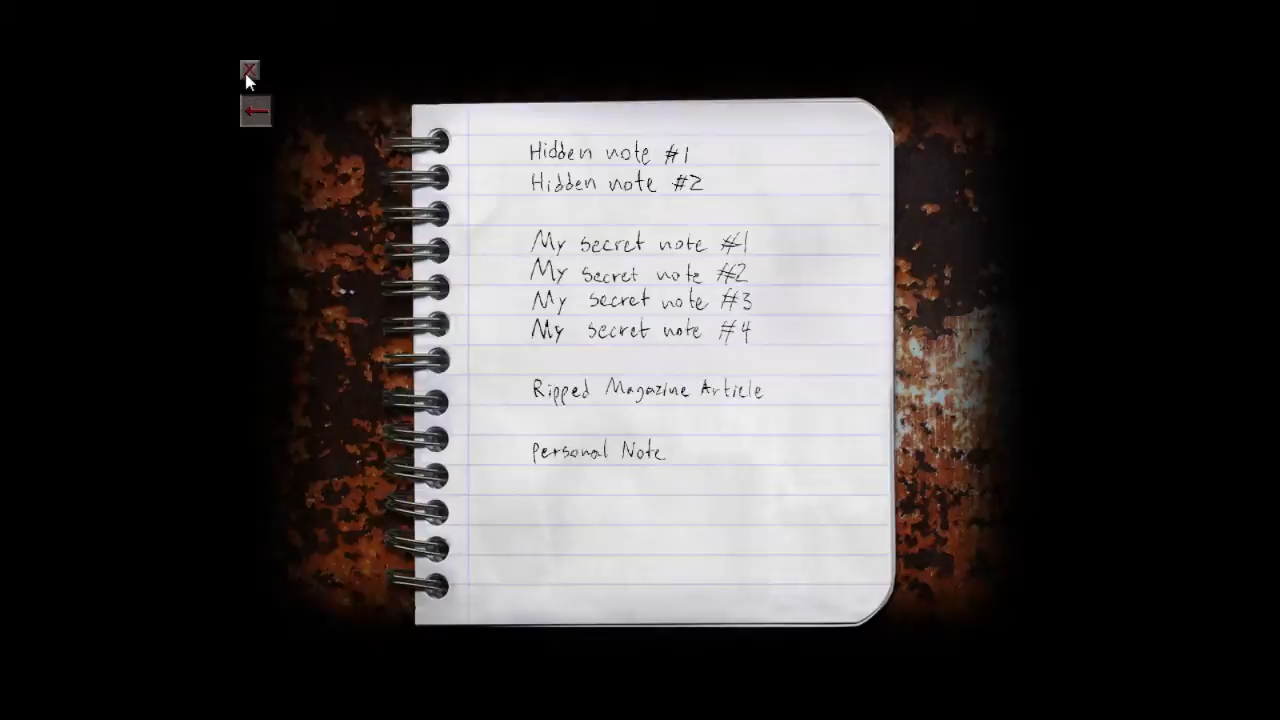 Hidden note #1
Hidden note #2
My secret note #1
My secret note #2
My secret note #3
My secret note #4
Ripped Magazine Article
Personal Note